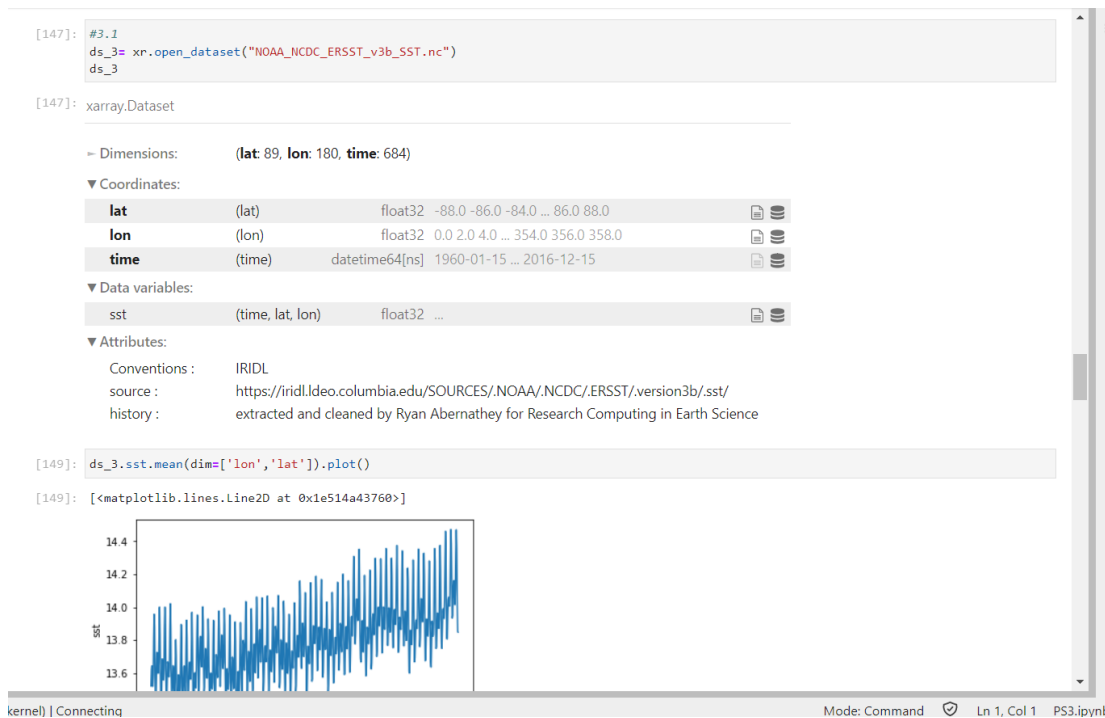 [147]: #3.1
ds_3= xr.open_dataset("NOAA_NCDC_ERSST_v3b_SST.nc")
ds_3
[147]: xarray.Dataset
► Dimensions: (lat: 89, lon: 180, time: 684)
▼ Coordinates:
lat (lat) float32 -88.0 -86.0 -84.0 ... 86.0 88.0
lon (lon) float32 0.0 2.0 4.0 ... 354.0 356.0 358.0
time (time) datetime64[ns] 1960-01-15 ... 2016-12-15
▼ Data variables:
sst (time, lat, lon) float32 ...
▼ Attributes:
Conventions : IRIDL
source : https://iridl.ldeo.columbia.edu/SOURCES/.NOAA/.NCDC/.ERSST/.version3b/.sst/
history : extracted and cleaned by Ryan Abernathey for Research Computing in Earth Science
[149]: ds_3.sst.mean(dim=['lon','lat']).plot()
[149]: [<matplotlib.lines.Line2D at 0x1e514a43760>]
14.4
14.2
14.0
sst
13.8
13.6
kernel) | Connecting Mode: Command Ln 1, Col 1 PS3.ipynb